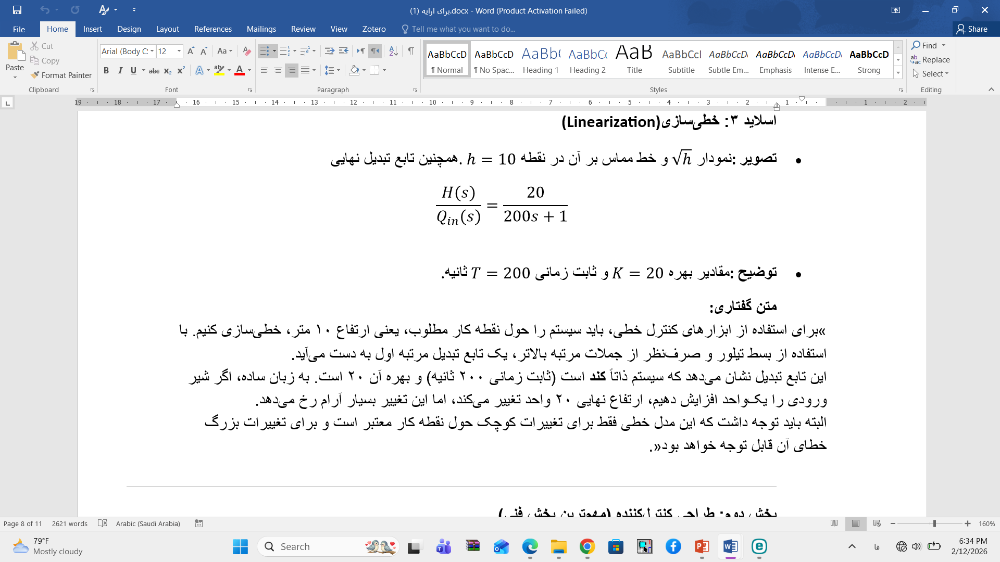 برای ارایه (1).docx - Word (Product Activation Failed)
File Home Insert Design Layout References Mailings Review View Zotero Tell me what you want to do... Share
Paste Cut Copy Format Painter
Arial (Body CS 12
AaBbCcD AaBbCcD AaBb( AaBbCc AaB AaBbCcI AaBbCcD AaBbCcD AaBbCcD AaBbCcD
¶ Normal ¶ No Spac... Heading 1 Heading 2 Title Subtitle Subtle Em... Emphasis Intense E... Strong
Find
Replace
Select
Clipboard Font Paragraph Styles Editing
19 18 17 16 15 14 13 12 11 10 9 8 7 6 5 4 3 2 1 1 2
اسلاید ۳: خطی‌سازی(Linearization)
• تصویر :نمودار √h و خط مماس بر آن در نقطه h = 10 .همچنین تابع تبدیل نهایی
H(s)/Q_in(s) = 20/(200s + 1)
• توضیح :مقادیر بهره K = 20 و ثابت زمانی T = 200 ثانیه.
متن گفتاری:
»برای استفاده از ابزارهای کنترل خطی، باید سیستم را حول نقطه کار مطلوب، یعنی ارتفاع ۱۰ متر، خطی‌سازی کنیم. با
استفاده از بسط تیلور و صرف‌نظر از جملات مرتبه بالاتر، یک تابع تبدیل مرتبه اول به دست می‌آید.
این تابع تبدیل نشان می‌دهد که سیستم ذاتاً کند است (ثابت زمانی ۲۰۰ ثانیه) و بهره آن ۲۰ است. به زبان ساده، اگر شیر
ورودی را یک‌واحد افزایش دهیم، ارتفاع نهایی ۲۰ واحد تغییر می‌کند، اما این تغییر بسیار آرام رخ می‌دهد.
البته باید توجه داشت که این مدل خطی فقط برای تغییرات کوچک حول نقطه کار معتبر است و برای تغییرات بزرگ
خطای آن قابل توجه خواهد بود«.
بخش دوم: طراحی کنترل‌کننده (مهم‌ترین بخش فنی)
Page 8 of 11 2621 words Arabic (Saudi Arabia) 160%
79°F
Mostly cloudy
Search
فا
6:34 PM
2/12/2026